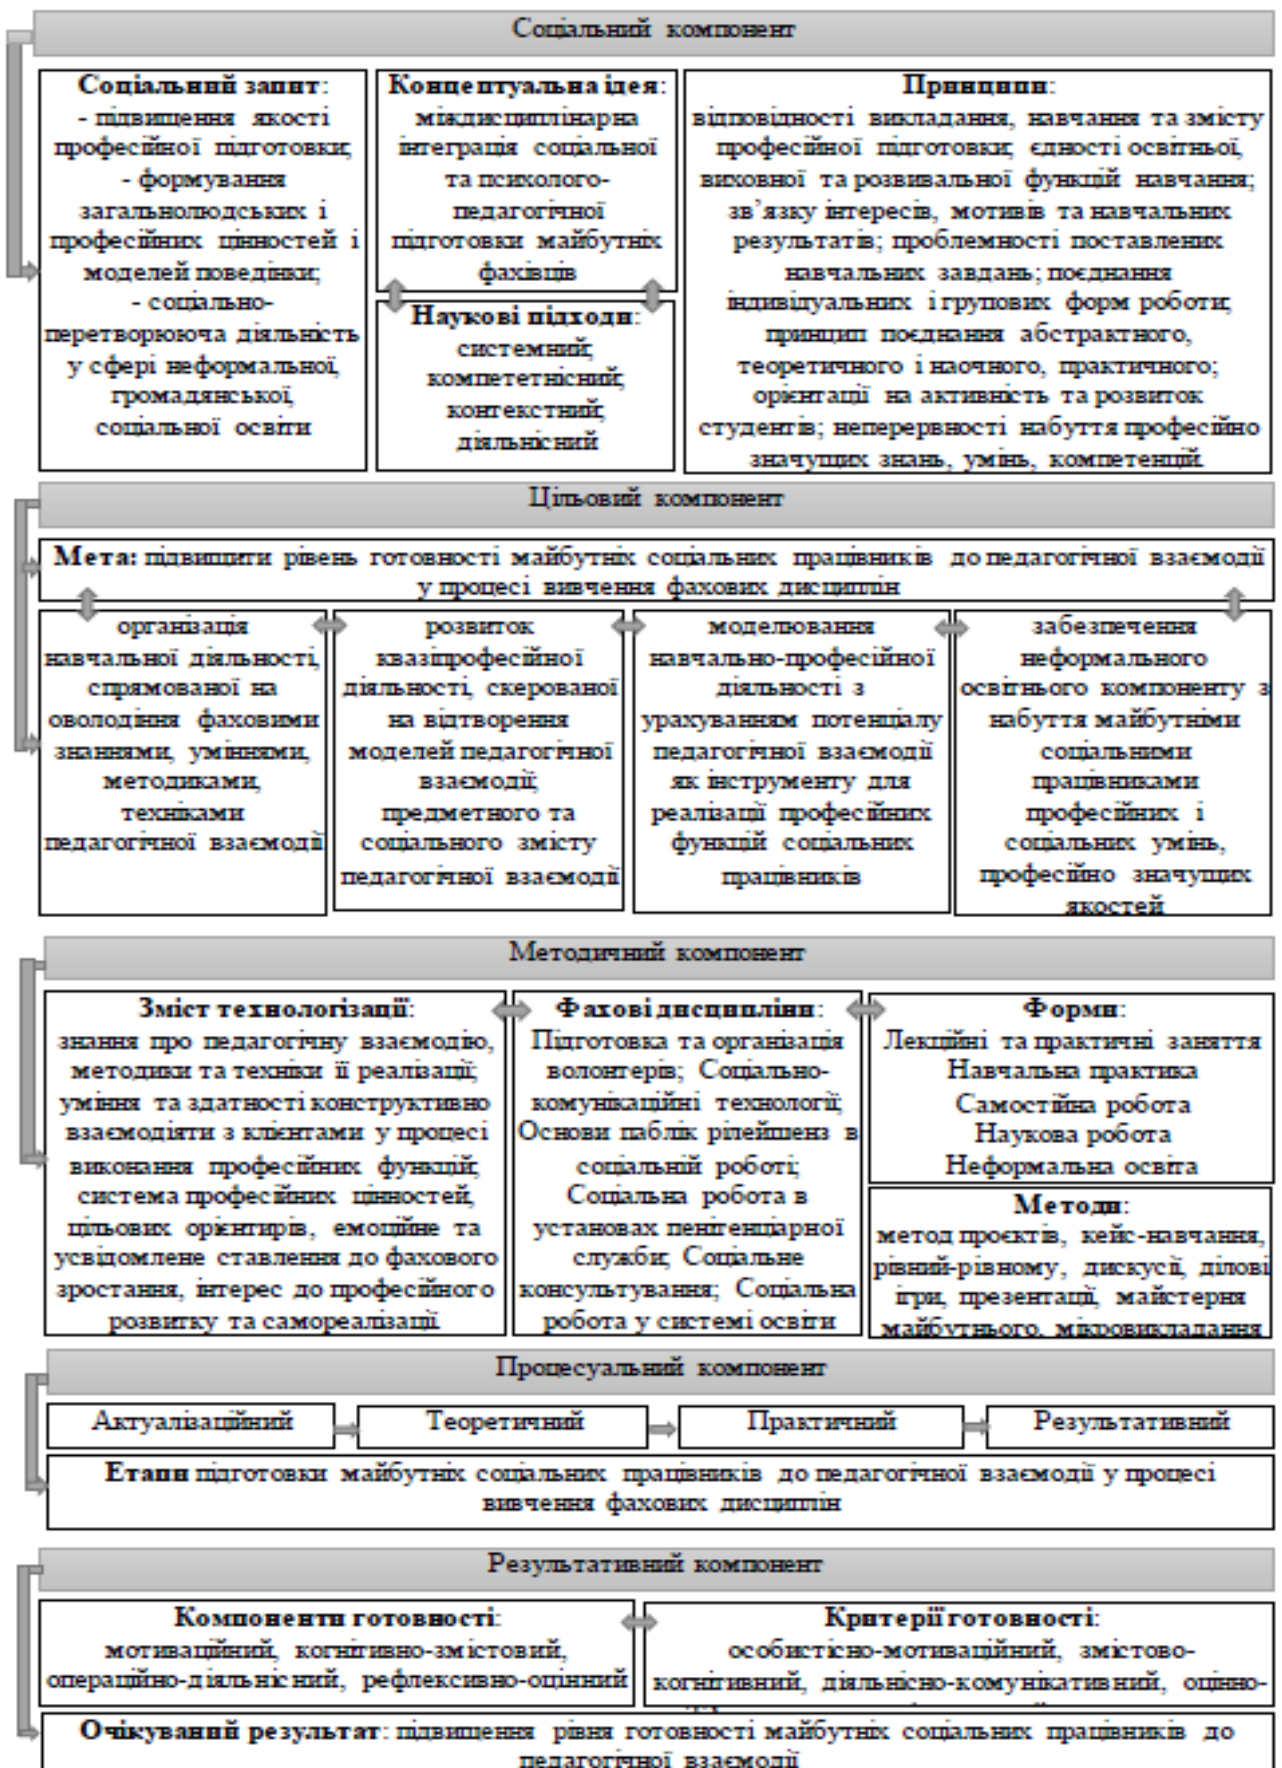 Соціальний компонент
Соціальний запит:
- підвищення якості
професійної підготовки;
- формування
загальнолюдських і
професійних цінностей і
моделей поведінки;
- соціально-
перетворююча діяльність
у сфері неформальної,
громадянської,
соціальної освіти
Концептуальна ідея:
міждисциплінарна
інтеграція соціальної
та психолого-
педагогічної
підготовки майбутніх
фахівців
Наукові підходи:
системний;
компететнісний;
контекстний;
діяльнісний
Принципи:
відповідності викладання, навчання та змісту
професійної підготовки; єдності освітньої,
виховної та розвивальної функцій навчання;
зв’язку інтересів, мотивів та навчальних
результатів; проблемності поставлених
навчальних завдань; поєднання
індивідуальних і групових форм роботи;
принцип поєднання абстрактного,
теоретичного і наочного, практичного;
орієнтації на активність та розвиток
студентів; неперервності набуття професійно
значущих знань, умінь, компетенцій.
Цільовий компонент
Мета: підвищити рівень готовності майбутніх соціальних працівників до педагогічної взаємодії
у процесі вивчення фахових дисциплін
організація
навчальної діяльності,
спрямованої на
оволодіння фаховими
знаннями, уміннями,
методиками,
техніками
педагогічної взаємодії
розвиток
квазіпрофесійної
діяльності, скерованої
на відтворення
моделей педагогічної
взаємодії;
предметного та
соціального змісту
педагогічної взаємодії
моделювання
навчально-професійної
діяльності з
урахуванням потенціалу
педагогічної взаємодії
як інструменту для
реалізації професійних
функцій соціальних
працівників
забезпечення
неформального
освітнього компоненту з
набуття майбутніми
соціальними
працівниками
професійних і
соціальних умінь,
професійно значущих
якостей
Методичний компонент
Зміст технологізації:
знання про педагогічну взаємодію,
методики та техніки її реалізації;
уміння та здатності конструктивно
взаємодіяти з клієнтами у процесі
виконання професійних функцій;
система професійних цінностей,
цільових орієнтирів, емоційне та
усвідомлене ставлення до фахового
зростання, інтерес до професійного
розвитку та самореалізації.
Фахові дисципліни:
Підготовка та організація
волонтерів; Соціально-
комунікаційні технології;
Основи паблік рілейшенз в
соціальній роботі;
Соціальна робота в
установах пенітенціарної
служби; Соціальне
консультування; Соціальна
робота у системі освіти
Форми:
Лекційні та практичні заняття
Навчальна практика
Самостійна робота
Наукова робота
Неформальна освіта
Методи:
метод проєктів, кейс-навчання,
рівний-рівному, дискусії, ділові
ігри, презентації, майстерня
майбутнього, мікровикладання
Процесуальний компонент
Актуалізаційний
Теоретичний
Практичний
Результативний
Етапи підготовки майбутніх соціальних працівників до педагогічної взаємодії у процесі
вивчення фахових дисциплін
Результативний компонент
Компоненти готовності:
мотиваційний, когнітивно-змістовий,
операційно-діяльнісний, рефлексивно-оцінний
Критерії готовності:
особистісно-мотиваційний, змістово-
когнітивний, діяльнісно-комунікативний, оцінно-
Очікуваний результат: підвищення рівня готовності майбутніх соціальних працівників до
педагогічної взаємодії